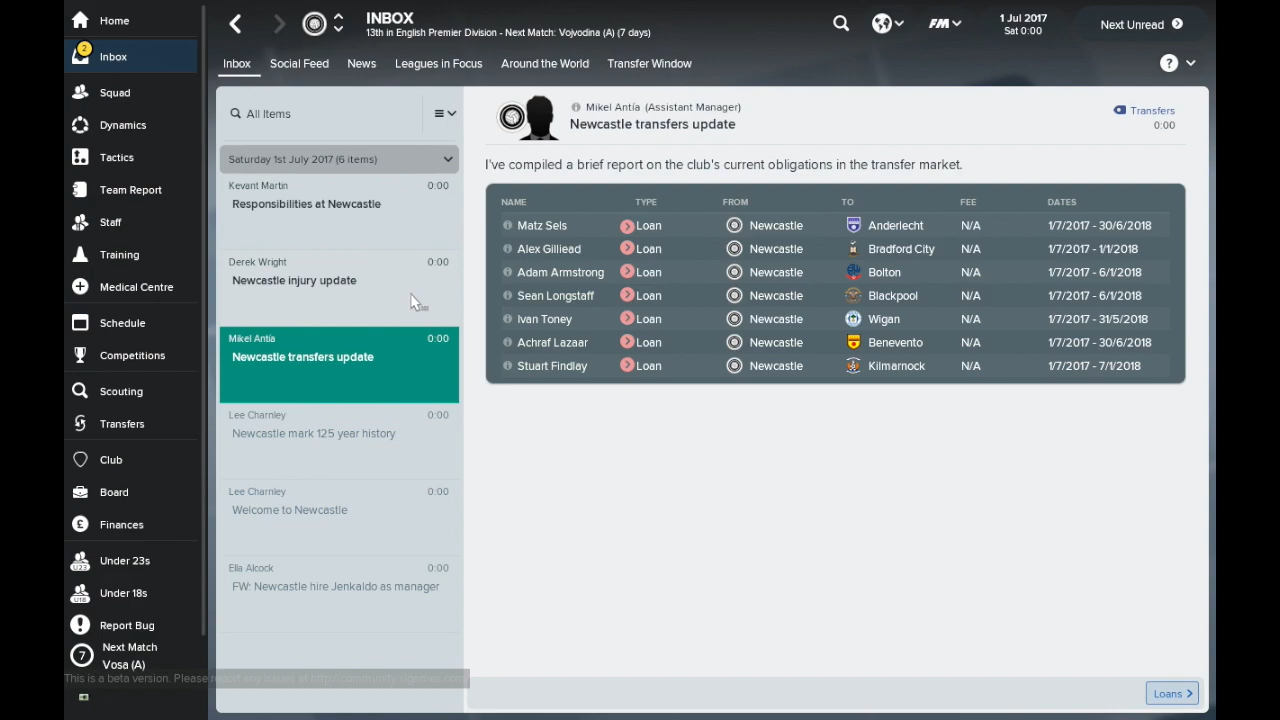 Home
Inbox
2
Squad
Dynamics
Tactics
Team Report
Staff
Training
Medical Centre
Schedule
Competitions
Scouting
Transfers
Club
Board
Finances
Under 23s
U23
Under 18s
U18
Report Bug
7
Next Match
Vosa (A)
This is a beta version. Please report any issues at http://community.sigames.com/
INBOX
13th in English Premier Division - Next Match: Vojvodina (A) (7 days)
FM
1 Jul 2017
Sat 0:00
Next Unread
Inbox
Social Feed
News
Leagues in Focus
Around the World
Transfer Window
?
All Items
Saturday 1st July 2017 (6 items)
Kevant Martin 0:00
Responsibilities at Newcastle
Derek Wright 0:00
Newcastle injury update
Mikel Antía 0:00
Newcastle transfers update
Lee Charnley 0:00
Newcastle mark 125 year history
Lee Charnley 0:00
Welcome to Newcastle
Ella Alcock 0:00
FW: Newcastle hire Jenkaldo as manager
Mikel Antía (Assistant Manager)
Newcastle transfers update
Transfers
0:00
I've compiled a brief report on the club's current obligations in the transfer market.
NAME TYPE FROM TO FEE DATES
Matz Sels Loan Newcastle Anderlecht N/A 1/7/2017 - 30/6/2018
Alex Gilliead Loan Newcastle Bradford City N/A 1/7/2017 - 1/1/2018
Adam Armstrong Loan Newcastle Bolton N/A 1/7/2017 - 6/1/2018
Sean Longstaff Loan Newcastle Blackpool N/A 1/7/2017 - 6/1/2018
Ivan Toney Loan Newcastle Wigan N/A 1/7/2017 - 31/5/2018
Achraf Lazaar Loan Newcastle Benevento N/A 1/7/2017 - 30/6/2018
Stuart Findlay Loan Newcastle Kilmarnock N/A 1/7/2017 - 7/1/2018
Loans